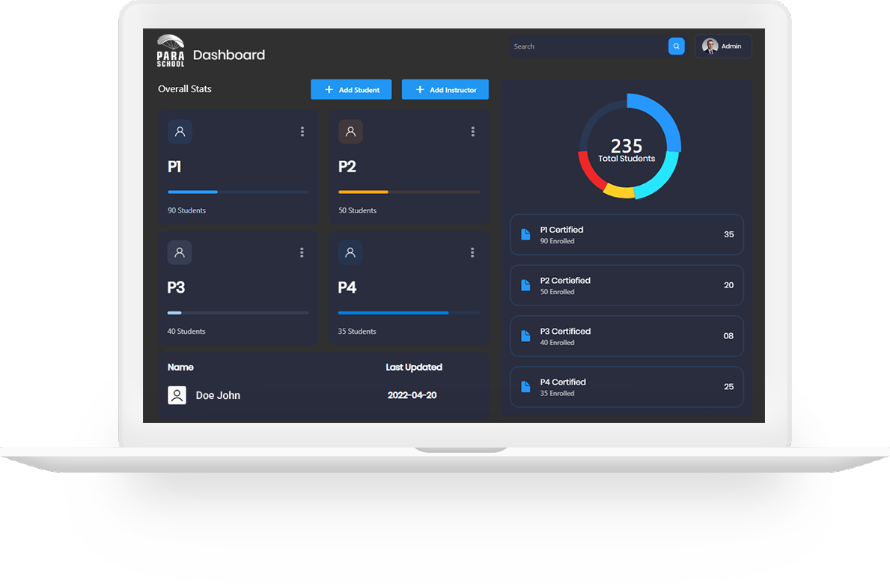 PARA
SCHOOL
Dashboard
Search
Admin
Overall Stats
+ Add Student
+ Add Instructor
P1
90 Students
P2
50 Students
P3
40 Students
P4
35 Students
Name
Last Updated
Doe John
2022-04-20
235
Total Students
P1 Certified
90 Enrolled
35
P2 Certiefied
50 Enrolled
20
P3 Certificed
40 Enrolled
08
P4 Certified
35 Enrolled
25